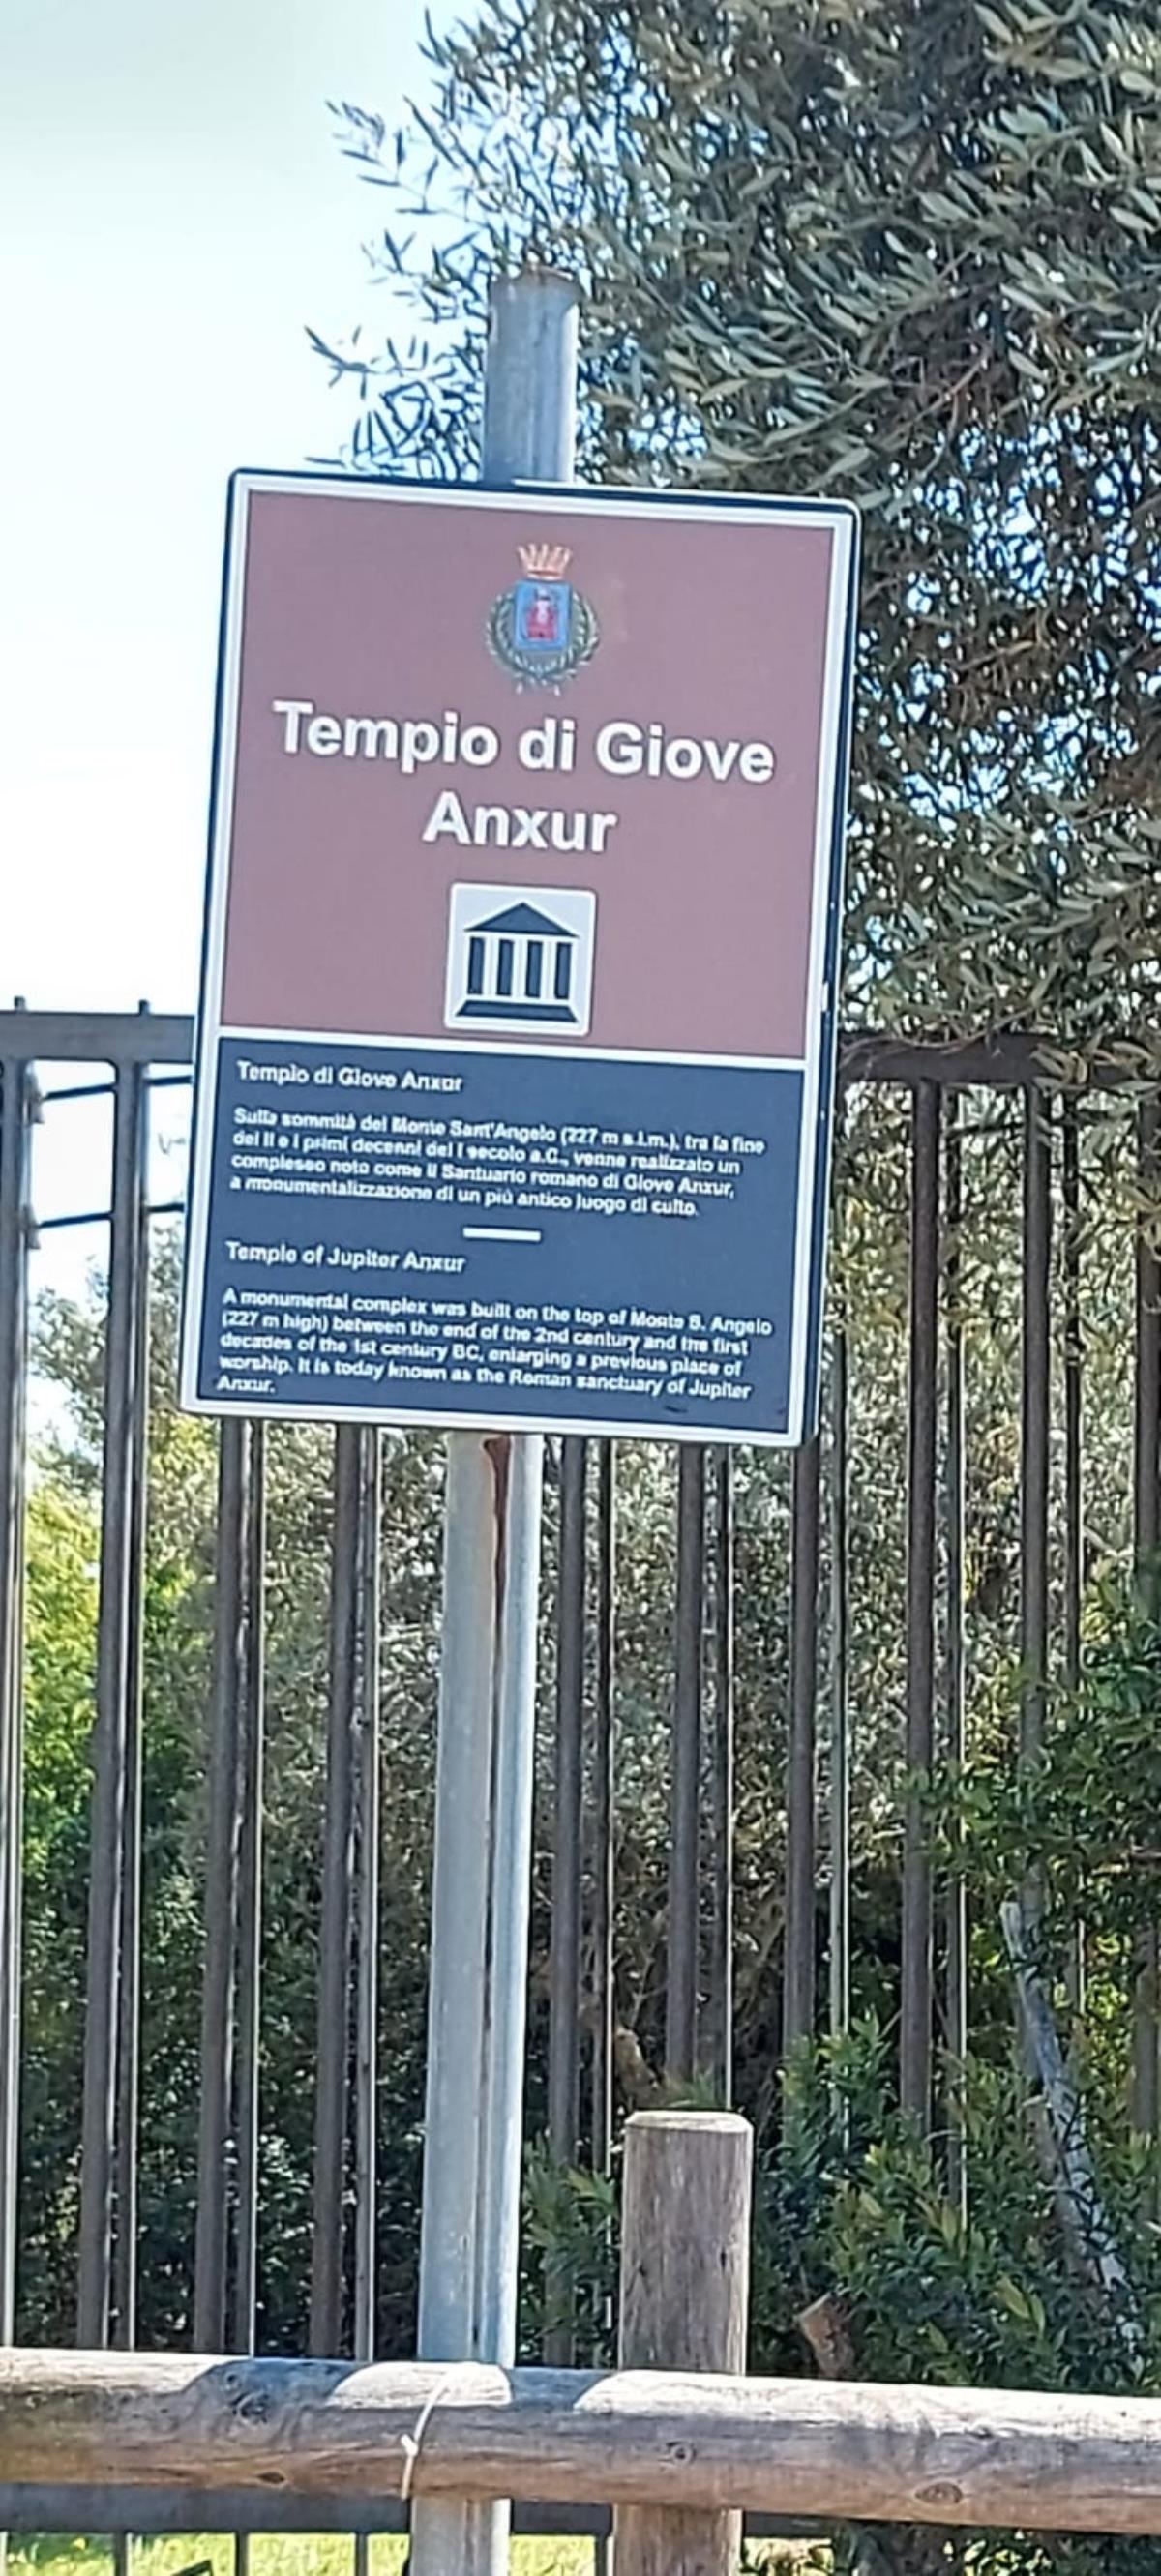 Tempio di Giove
Anxur
Tempio di Giove Anxur
Sulla sommità del Monte Sant'Angelo (227 m s.l.m.), tra la fine
del II e i primi decenni del I secolo a.C., venne realizzato un
complesso noto come il Santuario romano di Giove Anxur,
a monumentalizzazione di un più antico luogo di culto.
Temple of Jupiter Anxur
A monumental complex was built on the top of Monte S. Angelo
(227 m high) between the end of the 2nd century and the first
decades of the 1st century BC, enlarging a previous place of
worship. It is today known as the Roman sanctuary of Jupiter
Anxur.